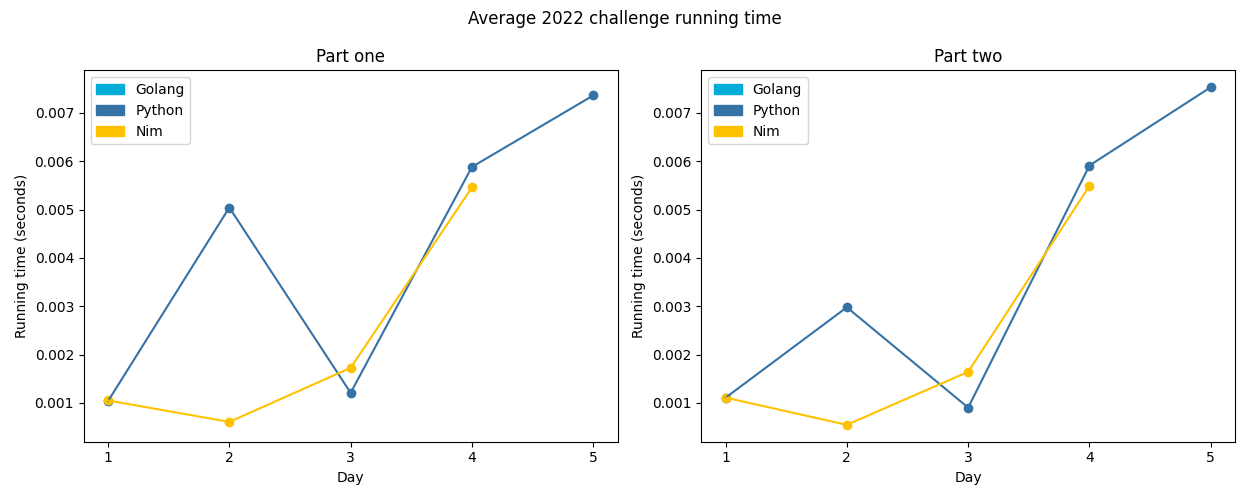 Average 2022 challenge running time
Part one
Golang
Python
Nim
Running time (seconds)
0.007
0.006
0.005
0.004
0.003
0.002
0.001
1 2 3 4 5
Day
Part two
Golang
Python
Nim
Running time (seconds)
0.007
0.006
0.005
0.004
0.003
0.002
0.001
1 2 3 4 5
Day